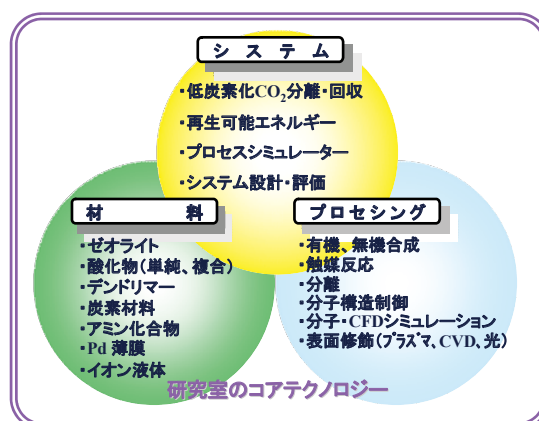 システム
・低炭素化CO₂分離・回収
・再生可能エネルギー
・プロセスシミュレーター
・システム設計・評価
材　　料
・ゼオライト
・酸化物（単純、複合）
・デンドリマー
・炭素材料
・アミン化合物
・Pd 薄膜
・イオン液体
プロセシング
・有機、無機合成
・触媒反応
・分離
・分子構造制御
・分子・CFDシミュレーション
・表面修飾（プラズマ、CVD、光）
研究室のコアテクノロジー